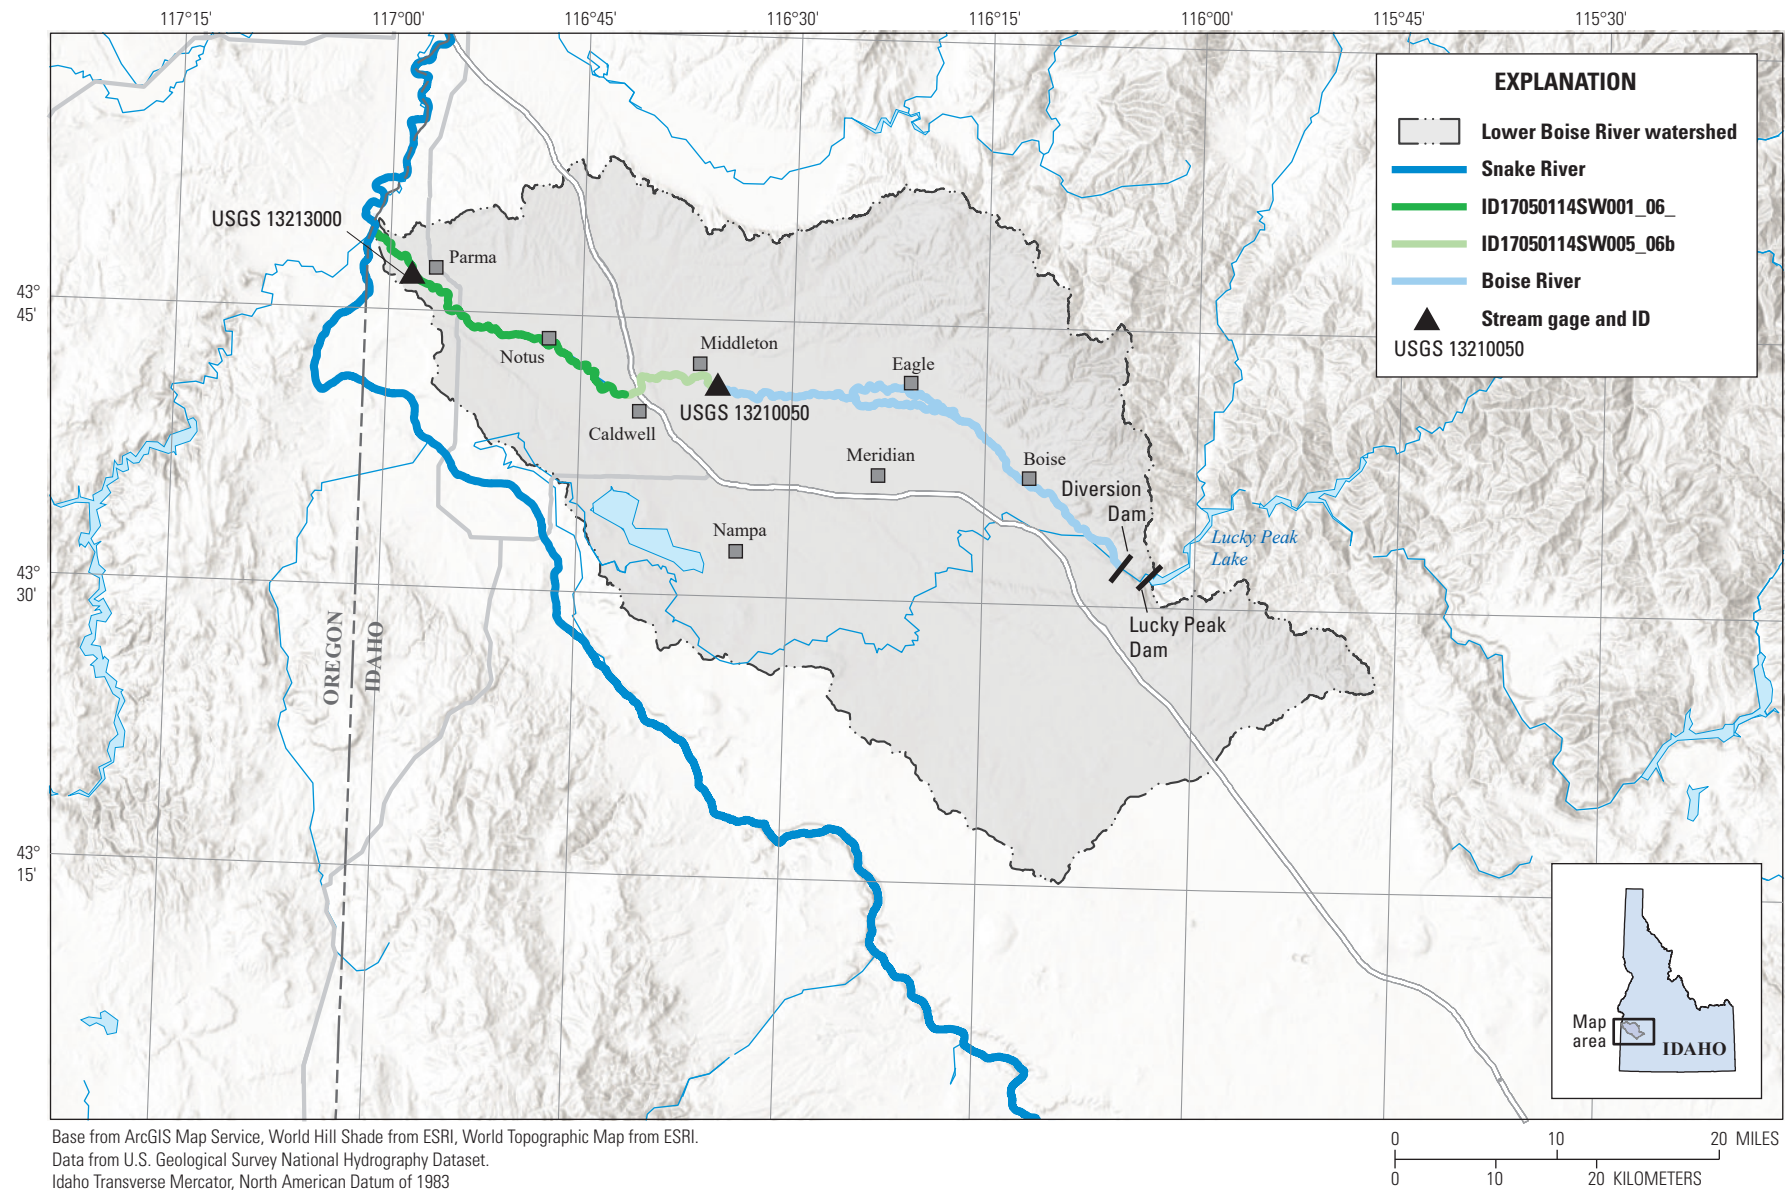 117°15' 117°00' 116°45' 116°30' 116°15' 116°00' 115°45' 115°30'
EXPLANATION
Lower Boise River watershed
Snake River
ID17050114SW001_06_
ID17050114SW005_06b
Boise River
Stream gage and ID
USGS 13210050
USGS 13213000
Parma
43°
45'
Notus
Middleton
Eagle
USGS 13210050
Caldwell
Meridian
Boise
Diversion
Dam
Nampa
Lucky Peak
Lake
43°
30'
Lucky Peak
Dam
OREGON
IDAHO
43°
15'
Map
area
IDAHO
Base from ArcGIS Map Service, World Hill Shade from ESRI, World Topographic Map from ESRI.
Data from U.S. Geological Survey National Hydrography Dataset.
Idaho Transverse Mercator, North American Datum of 1983
0 10 20 MILES
0 10 20 KILOMETERS